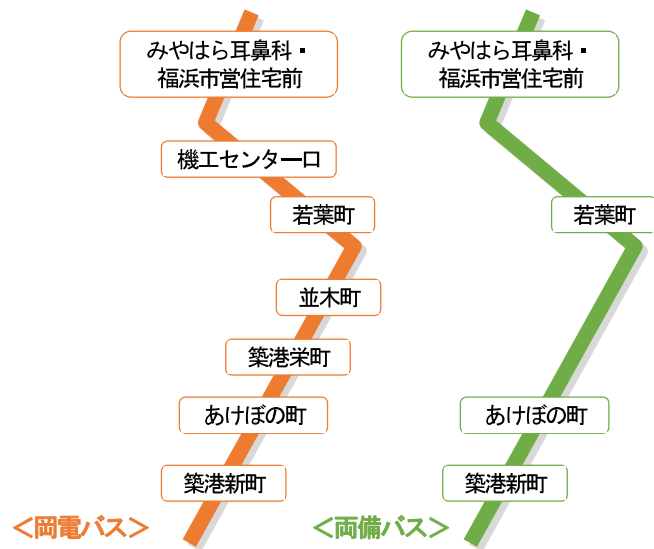 みやはら耳鼻科・
福浜市営住宅前
機工センター口
若葉町
並木町
築港栄町
あけぼの町
築港新町
＜岡電バス＞
みやはら耳鼻科・
福浜市営住宅前
若葉町
あけぼの町
築港新町
＜両備バス＞